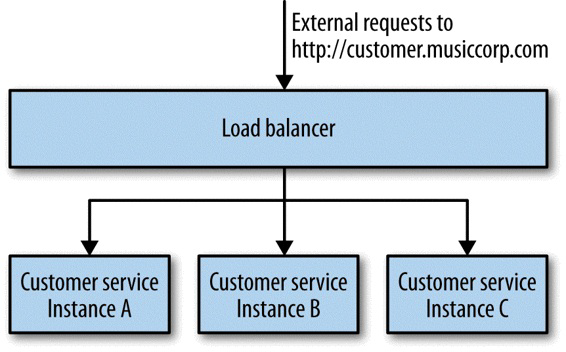 External requests to
http://customer.musiccorp.com
Load balancer
Customer service
Instance A
Customer service
Instance B
Customer service
Instance C